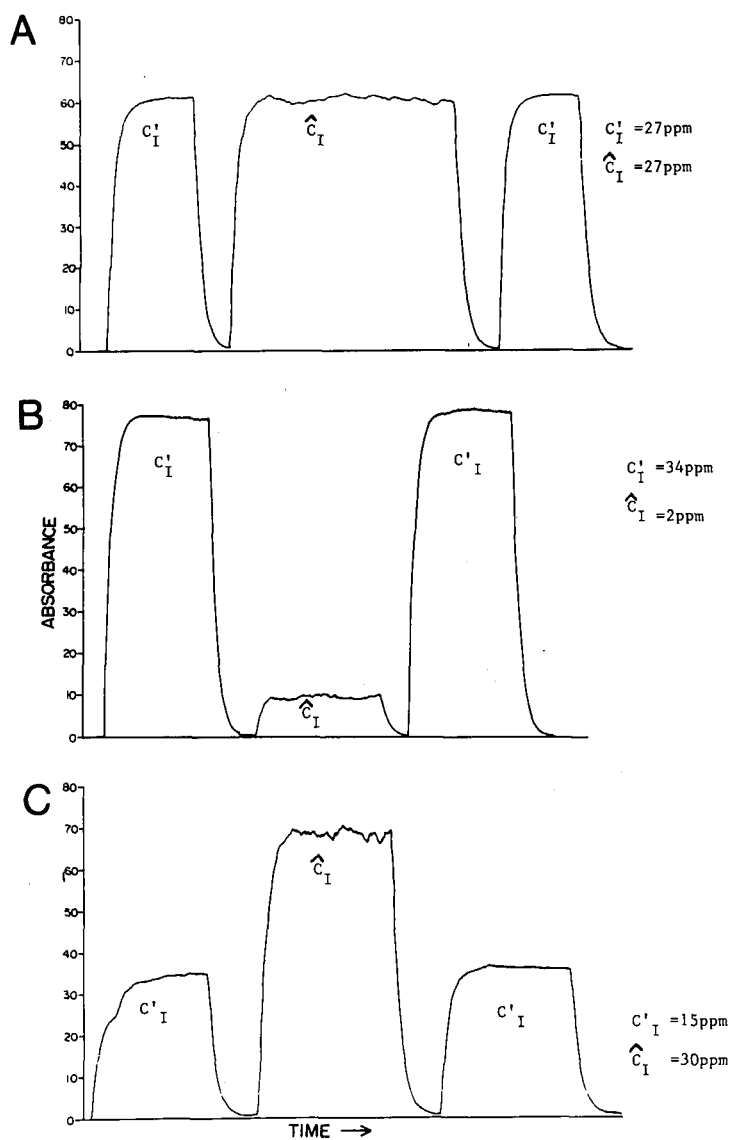 A
80
70
60
50
40
30
20
10
0
C'I
ĈI
C'I
C'I =27ppm
ĈI =27ppm
B
ABSORBANCE
80
70
60
50
40
30
20
10
0
C'I
ĈI
C'I
C'I =34ppm
ĈI =2ppm
C
80
70
60
50
40
30
20
10
0
C'I
ĈI
C'I
C'I =15ppm
ĈI =30ppm
TIME →